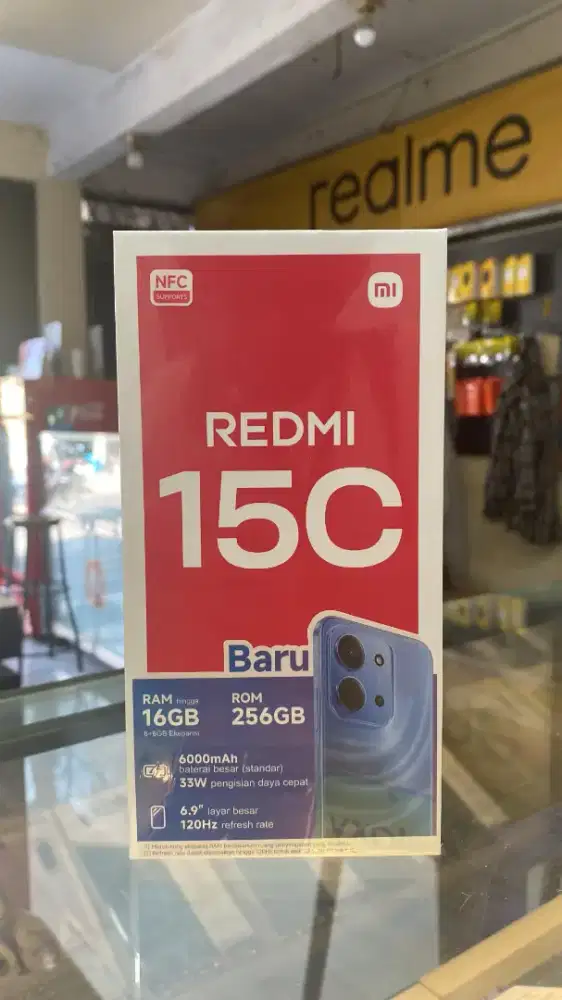 realme
NFC
SUPPORTS
mi
REDMI
15C
Baru
RAM hingga
16GB
ROM
256GB
6000mAh
baterai besar (standar)
33W pengisian daya cepat
6.9" layar besar
120Hz refresh rate